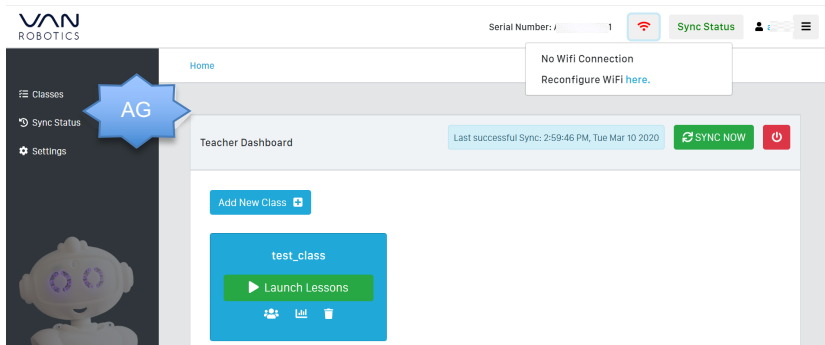 VAN
ROBOTICS
Serial Number:
1
Sync Status
No Wifi Connection
Reconfigure WiFi here.
Home
Classes
Sync Status
Settings
AG
Teacher Dashboard
Last successful Sync: 2:59:46 PM, Tue Mar 10 2020
SYNC NOW
Add New Class
test_class
Launch Lessons